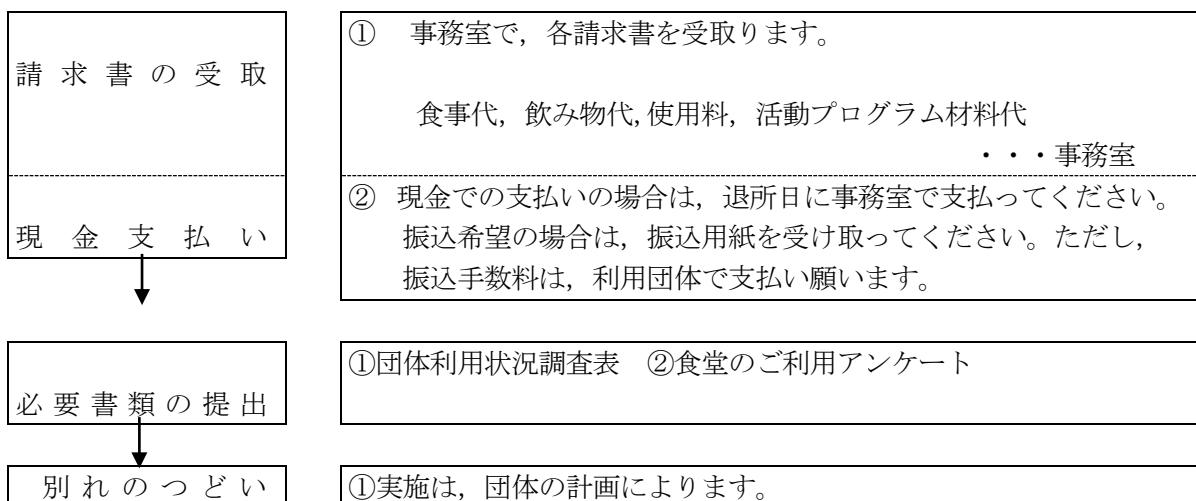 請求書の受取
① 事務室で，各請求書を受取ります。
食事代，飲み物代,使用料，活動プログラム材料代
・・・事務室
現金支払い
② 現金での支払いの場合は，退所日に事務室で支払ってください。
振込希望の場合は，振込用紙を受け取ってください。ただし，
振込手数料は，利用団体で支払い願います。
必要書類の提出
①団体利用状況調査表　②食堂のご利用アンケート
別れのつどい
①実施は，団体の計画によります。